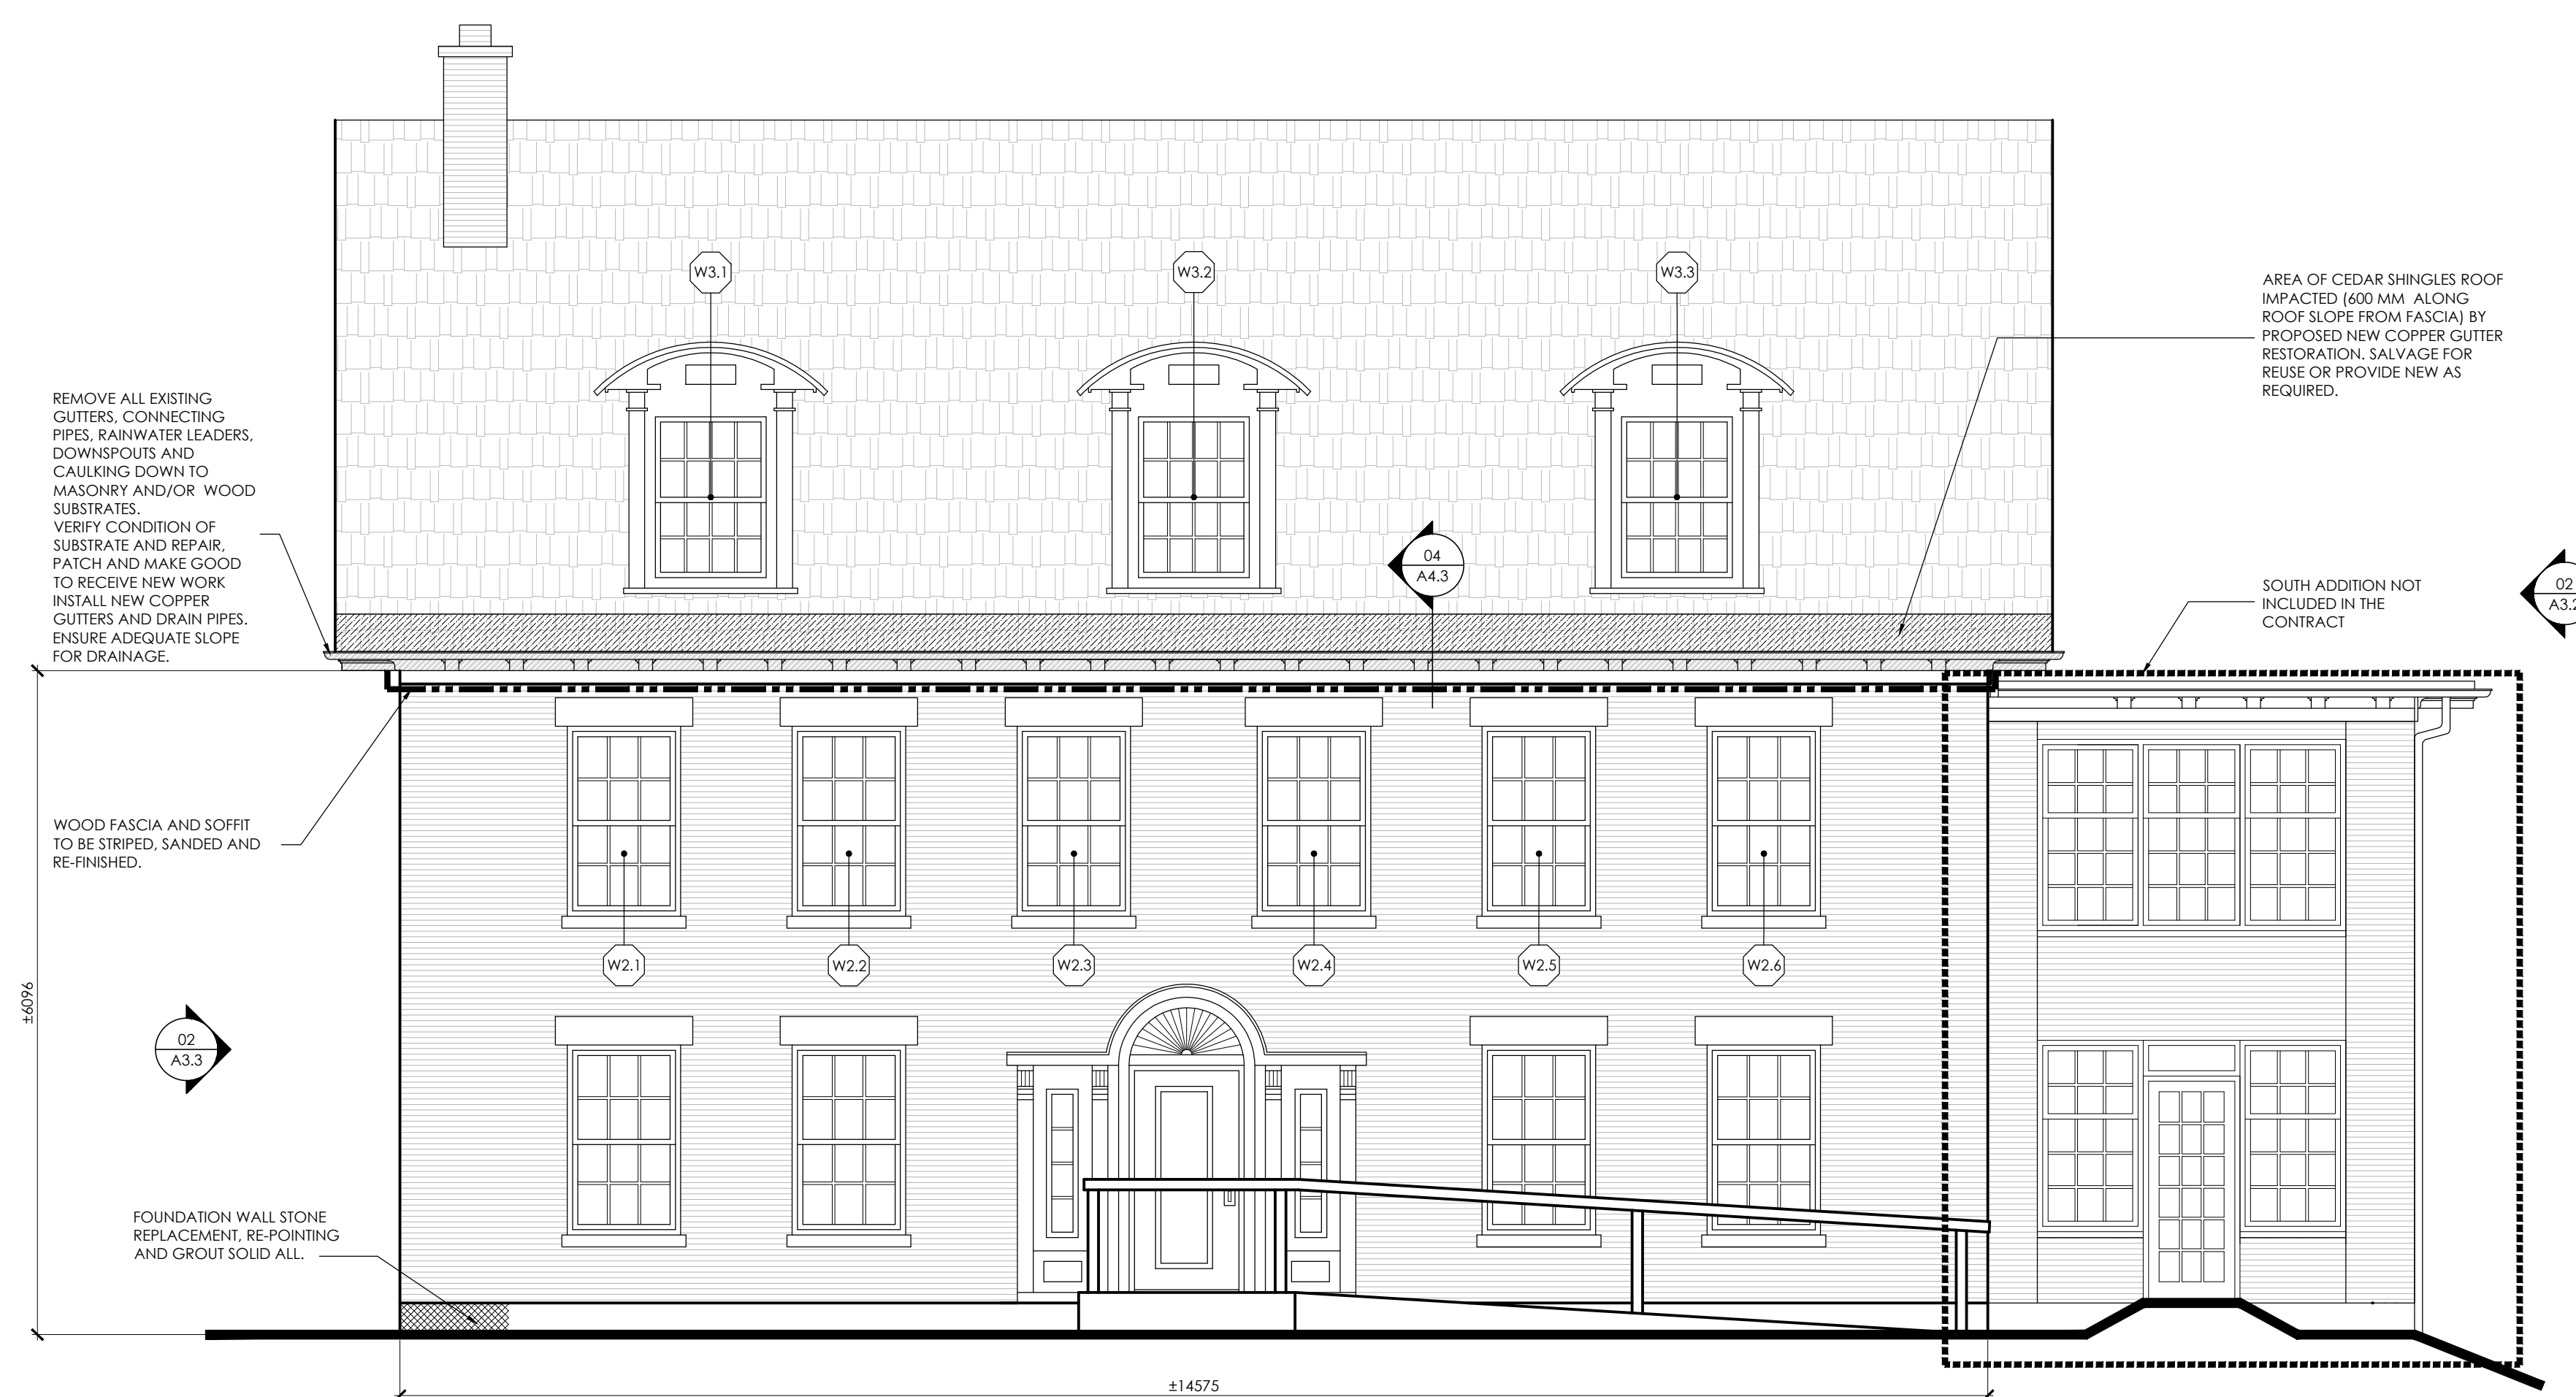 W3.1
W3.2
W3.3
AREA OF CEDAR SHINGLES ROOF
IMPACTED (600 MM ALONG
ROOF SLOPE FROM FASCIA) BY
PROPOSED NEW COPPER GUTTER
RESTORATION. SALVAGE FOR
REUSE OR PROVIDE NEW AS
REQUIRED.
REMOVE ALL EXISTING
GUTTERS, CONNECTING
PIPES, RAINWATER LEADERS,
DOWNSPOUTS AND
CAULKING DOWN TO
MASONRY AND/OR WOOD
SUBSTRATES.
VERIFY CONDITION OF
SUBSTRATE AND REPAIR,
PATCH AND MAKE GOOD
TO RECEIVE NEW WORK
INSTALL NEW COPPER
GUTTERS AND DRAIN PIPES.
ENSURE ADEQUATE SLOPE
FOR DRAINAGE.
04
A4.3
SOUTH ADDITION NOT
INCLUDED IN THE
CONTRACT
02
A3.2
WOOD FASCIA AND SOFFIT
TO BE STRIPED, SANDED AND
RE-FINISHED.
W2.1
W2.2
W2.3
W2.4
W2.5
W2.6
±6096
02
A3.3
FOUNDATION WALL STONE
REPLACEMENT, RE-POINTING
AND GROUT SOLID ALL.
±14575